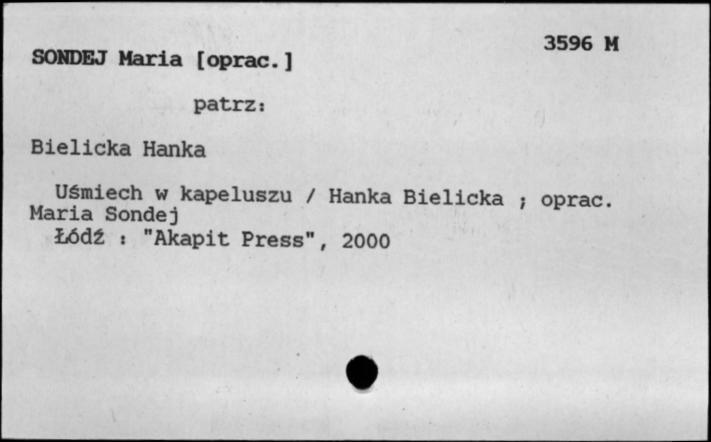 3596 M
SONDEJ Maria [oprac.]
patrz:
Bielicka Hanka
Uśmiech w kapeluszu / Hanka Bielicka ; oprac.
Maria Sondej
Łódź : "Akapit Press", 2000